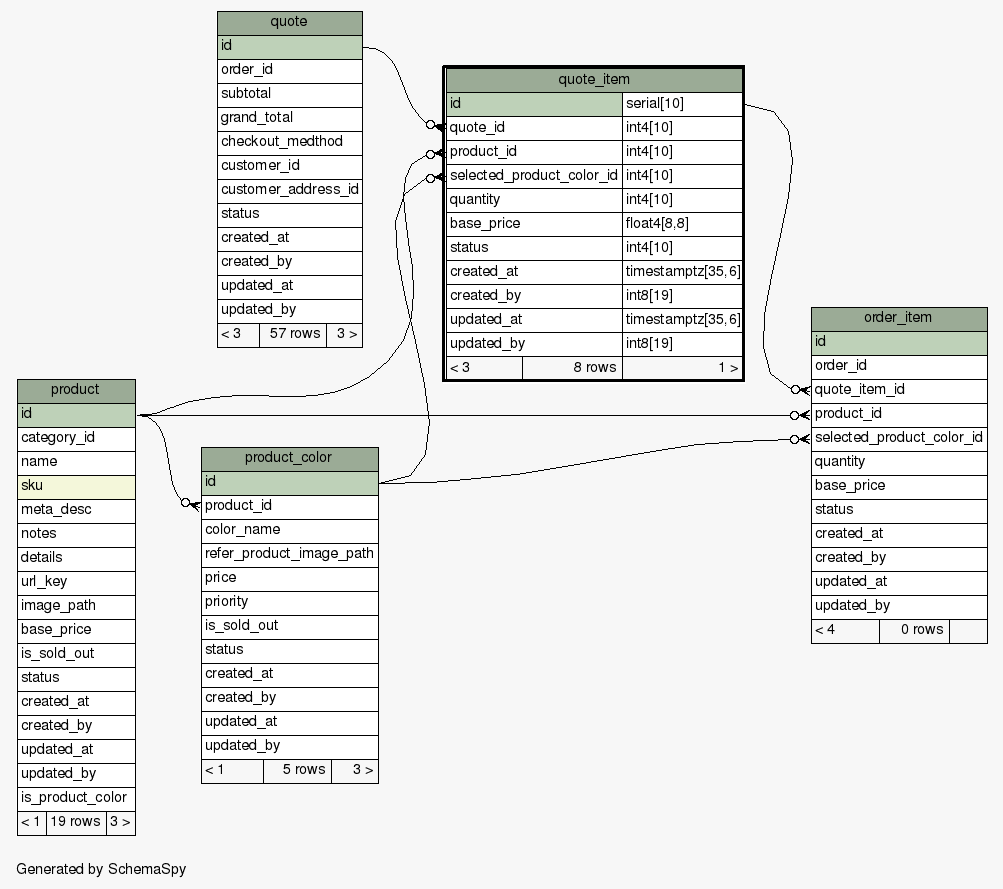 quote
id
order_id
subtotal
grand_total
checkout_medthod
customer_id
customer_address_id
status
created_at
created_by
updated_at
updated_by
< 3 57 rows 3 >
quote_item
id serial[10]
quote_id int4[10]
product_id int4[10]
selected_product_color_id int4[10]
quantity int4[10]
base_price float4[8,8]
status int4[10]
created_at timestamptz[35,6]
created_by int8[19]
updated_at timestamptz[35,6]
updated_by int8[19]
< 3 8 rows 1 >
order_item
id
order_id
quote_item_id
product_id
selected_product_color_id
quantity
base_price
status
created_at
created_by
updated_at
updated_by
< 4 0 rows
product
id
category_id
name
sku
meta_desc
notes
details
url_key
image_path
base_price
is_sold_out
status
created_at
created_by
updated_at
updated_by
is_product_color
< 1 19 rows 3 >
product_color
id
product_id
color_name
refer_product_image_path
price
priority
is_sold_out
status
created_at
created_by
updated_at
updated_by
< 1 5 rows 3 >
Generated by SchemaSpy